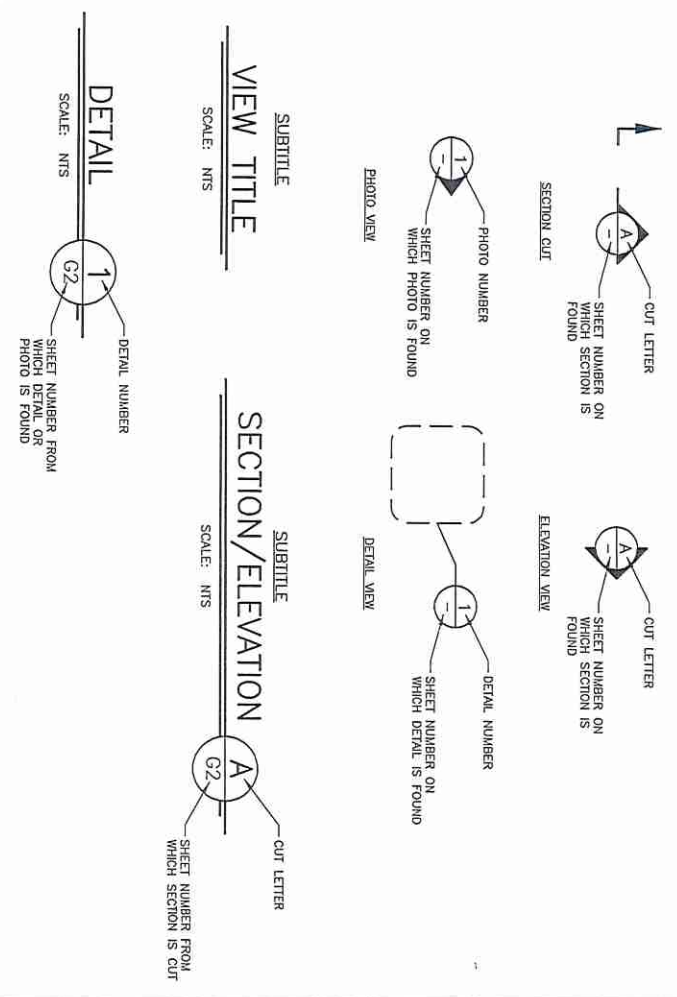 A
-
CUT LETTER
SHEET NUMBER ON
WHICH SECTION IS
FOUND
SECTION CUT
A
-
CUT LETTER
SHEET NUMBER ON
WHICH SECTION IS
FOUND
ELEVATION VIEW
1
-
PHOTO NUMBER
SHEET NUMBER ON
WHICH PHOTO IS FOUND
PHOTO VIEW
1
-
DETAIL NUMBER
SHEET NUMBER ON
WHICH DETAIL IS FOUND
DETAIL VIEW
SUBTITLE
VIEW TITLE
SCALE: NTS
SUBTITLE
SECTION/ELEVATION
SCALE: NTS
A
G2
CUT LETTER
SHEET NUMBER FROM
WHICH SECTION IS CUT
DETAIL
SCALE: NTS
1
G2
DETAIL NUMBER
SHEET NUMBER FROM
WHICH DETAIL OR
PHOTO IS FOUND